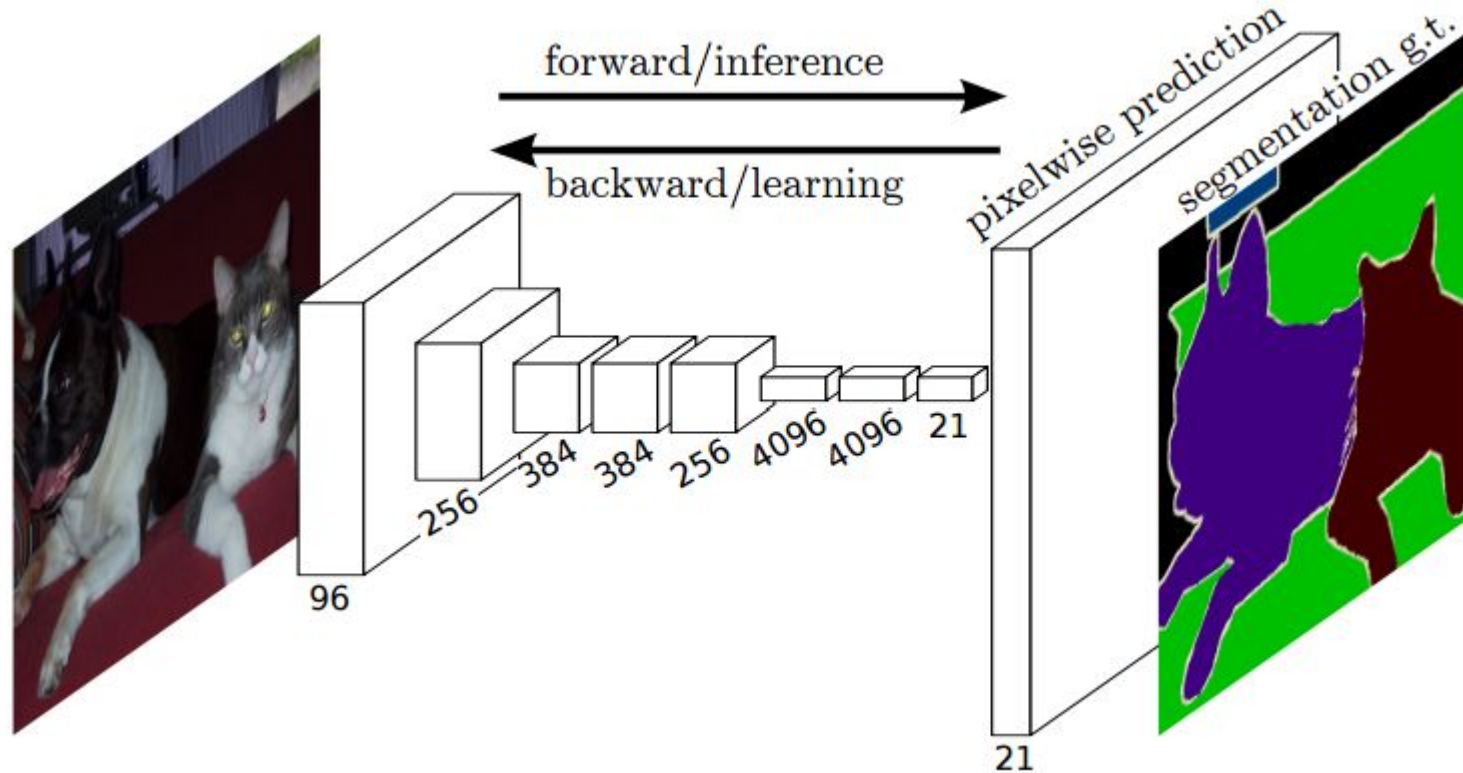 forward/inference
backward/learning
pixelwise prediction
segmentation g.t.
96
256
384
384
256
4096
4096
21
21